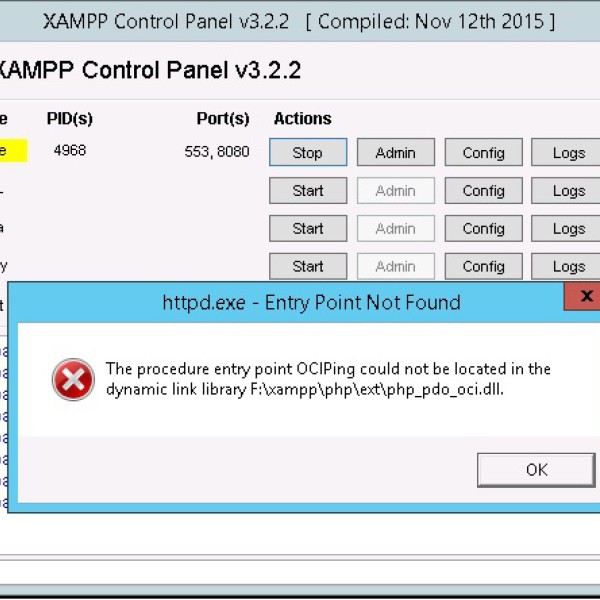 XAMPP Control Panel v3.2.2 [ Compiled: Nov 12th 2015 ]
XAMPP Control Panel v3.2.2
e PID(s) Port(s) Actions
e 4968 553, 8080 Stop Admin Config Logs
Start Admin Config Logs
a Start Admin Config Logs
y Start Admin Config Logs
t httpd.exe - Entry Point Not Found x
The procedure entry point OCIPing could not be located in the
dynamic link library F:\xampp\php\ext\php_pdo_oci.dll.
OK